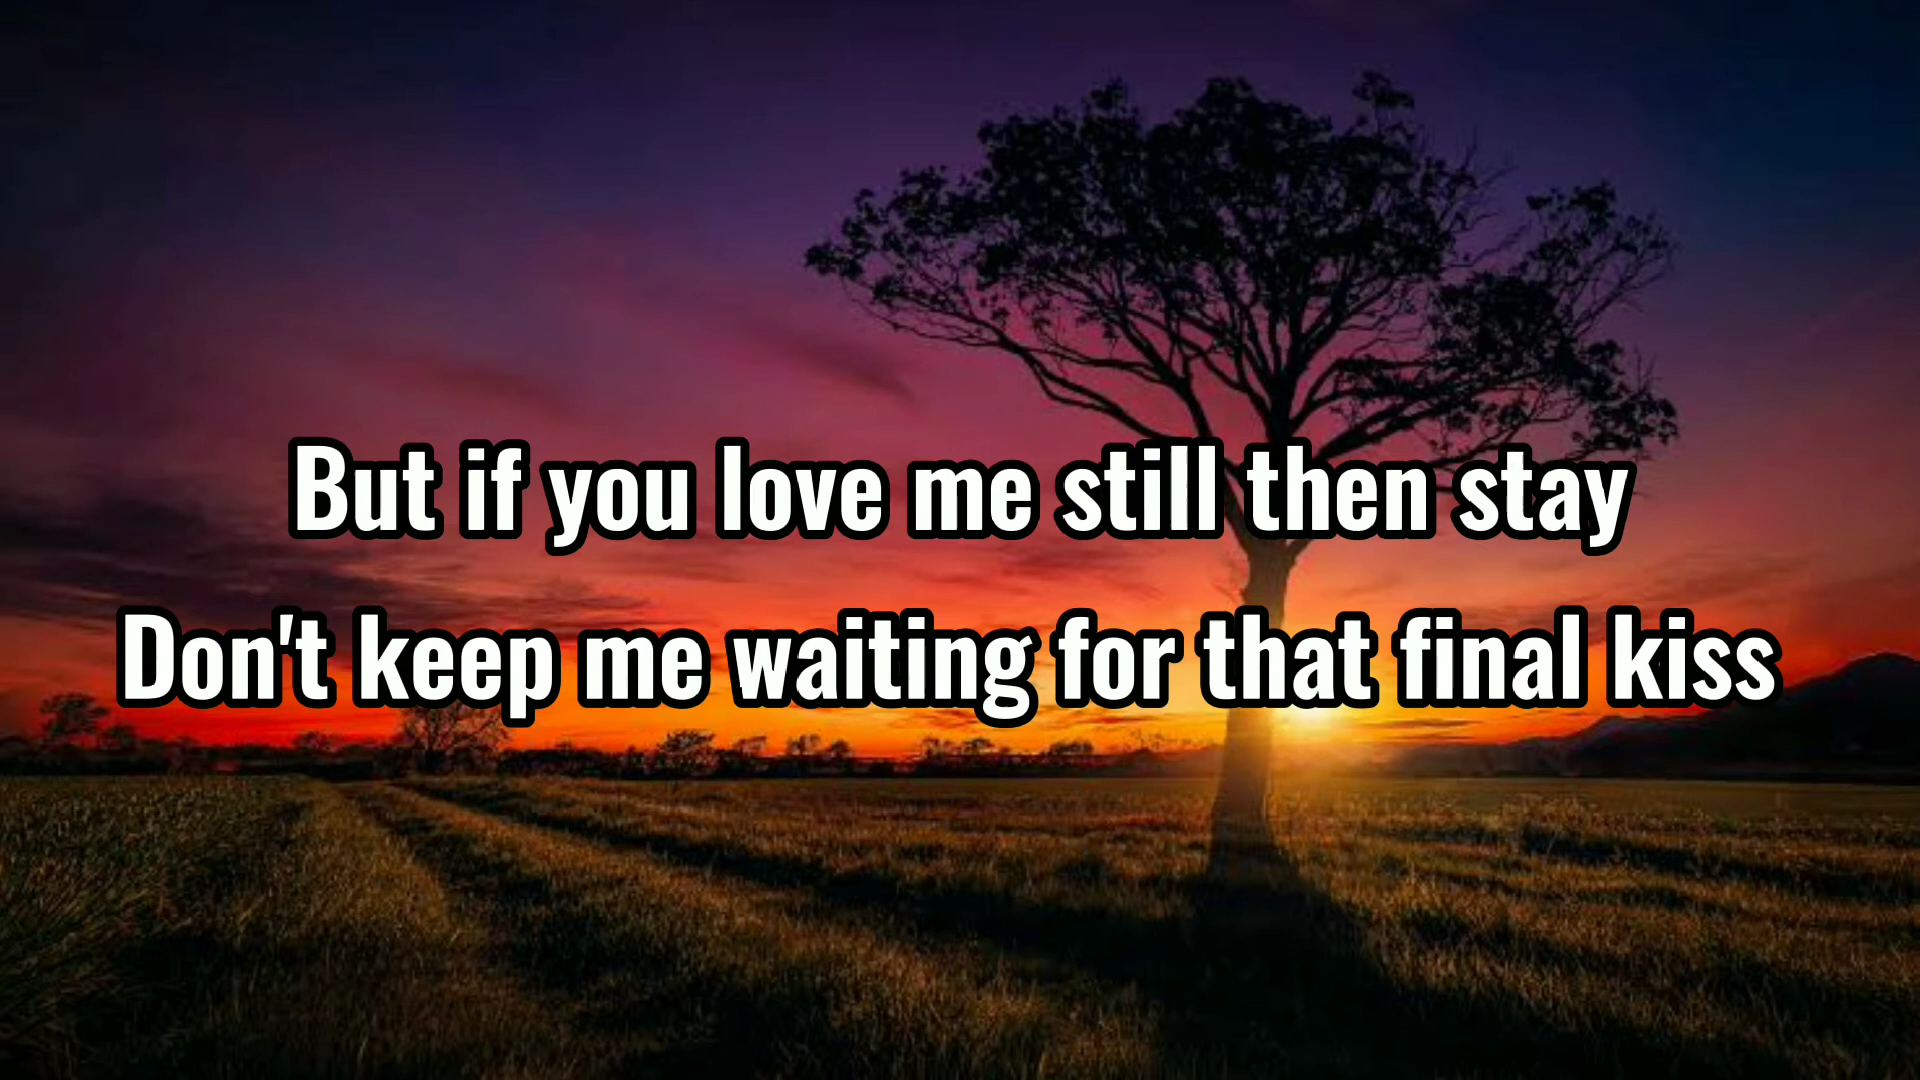 But if you love me still then stay
Don't keep me waiting for that final kiss